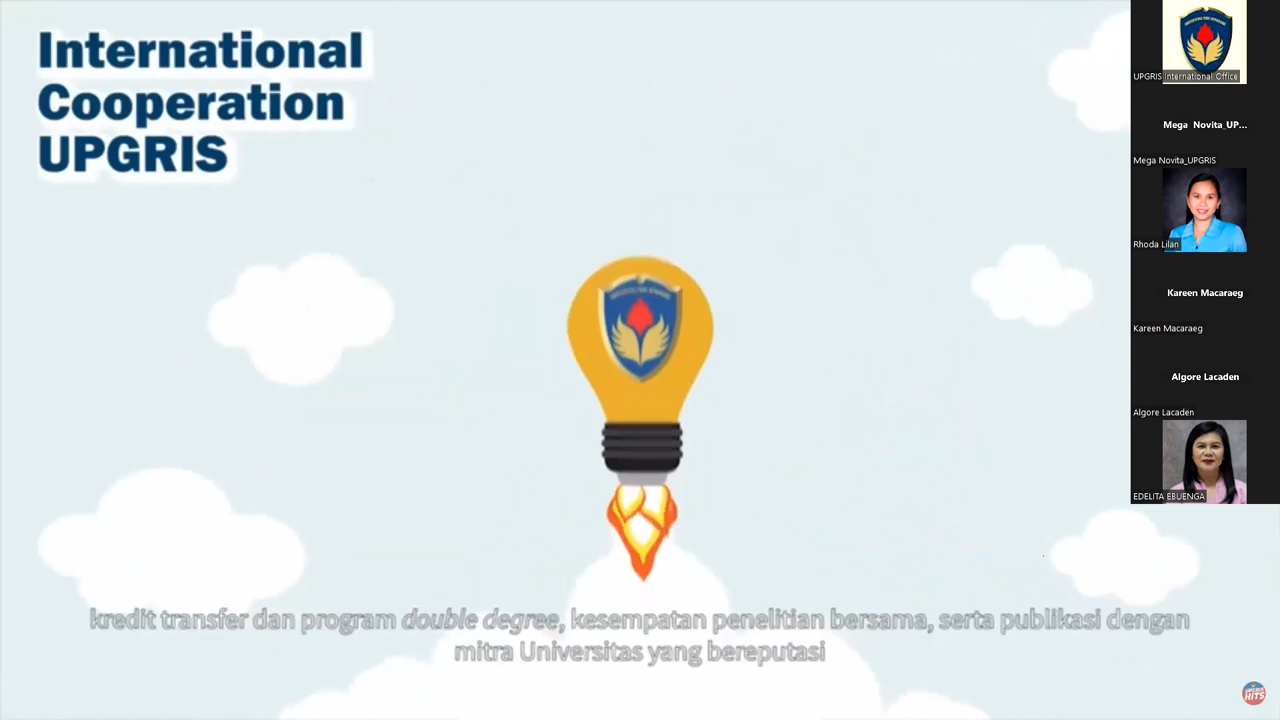 International
Cooperation
UPGRIS
kredit transfer dan program double degree, kesempatan penelitian bersama, serta publikasi dengan
mitra Universitas yang bereputasi
UPGRIS International Office
Mega Novita_UP...
Mega Novita_UPGRIS
Rhoda Lilan
Kareen Macaraeg
Kareen Macaraeg
Algore Lacaden
Algore Lacaden
EDELITA EBUENGA
UPGRIS
HITS